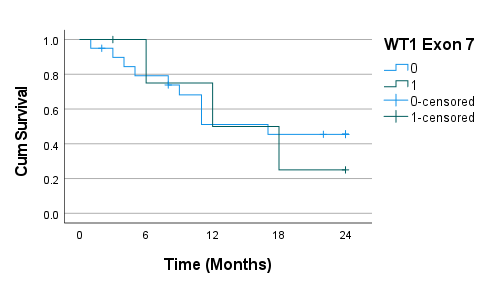 WT1 Exon 7
0
1
0-censored
1-censored
Cum Survival
1.0
0.8
0.6
0.4
0.2
0.0
0 6 12 18 24
Time (Months)